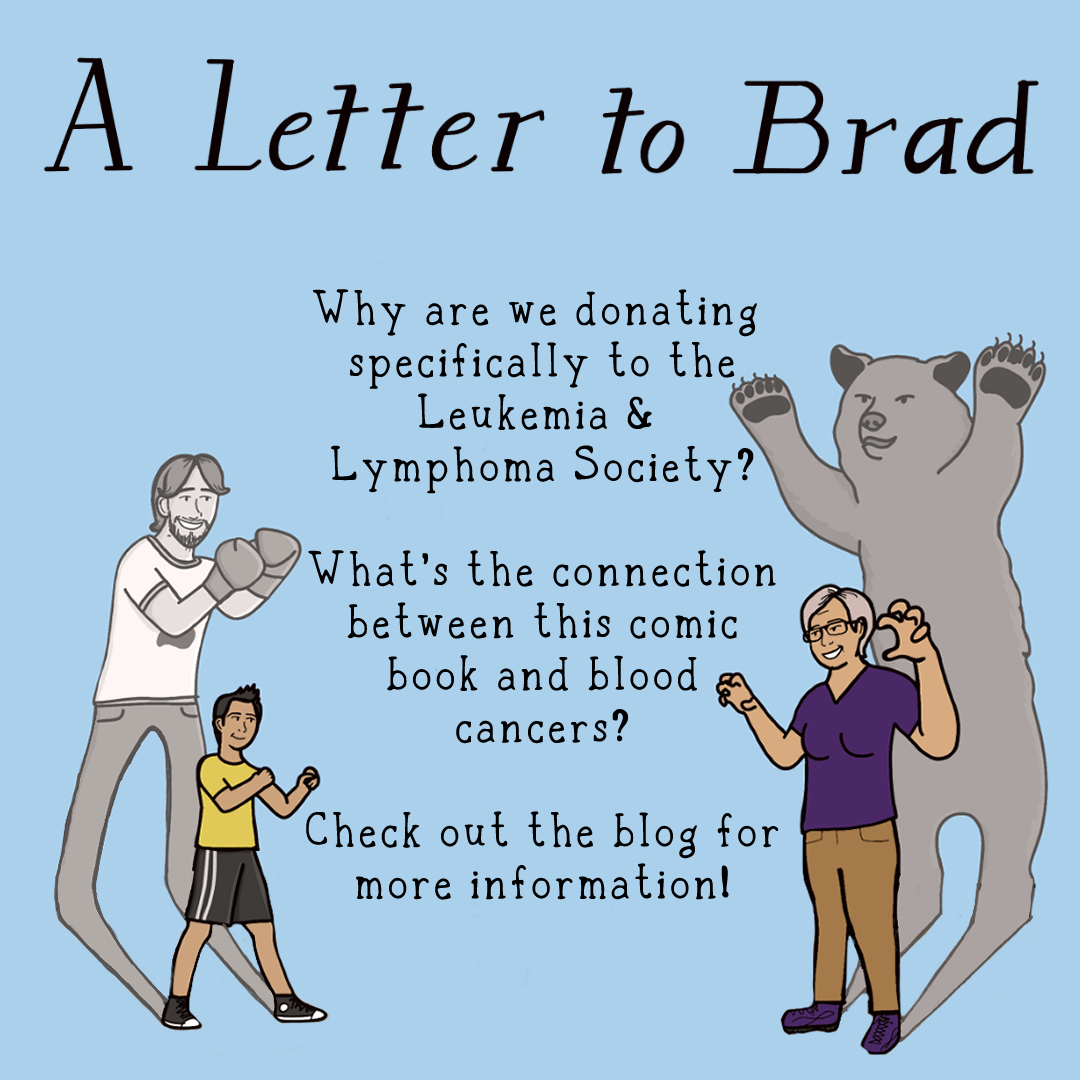 A Letter to Brad
Why are we donating
specifically to the
Leukemia &
Lymphoma Society?
What's the connection
between this comic
book and blood
cancers?
Check out the blog for
more information!